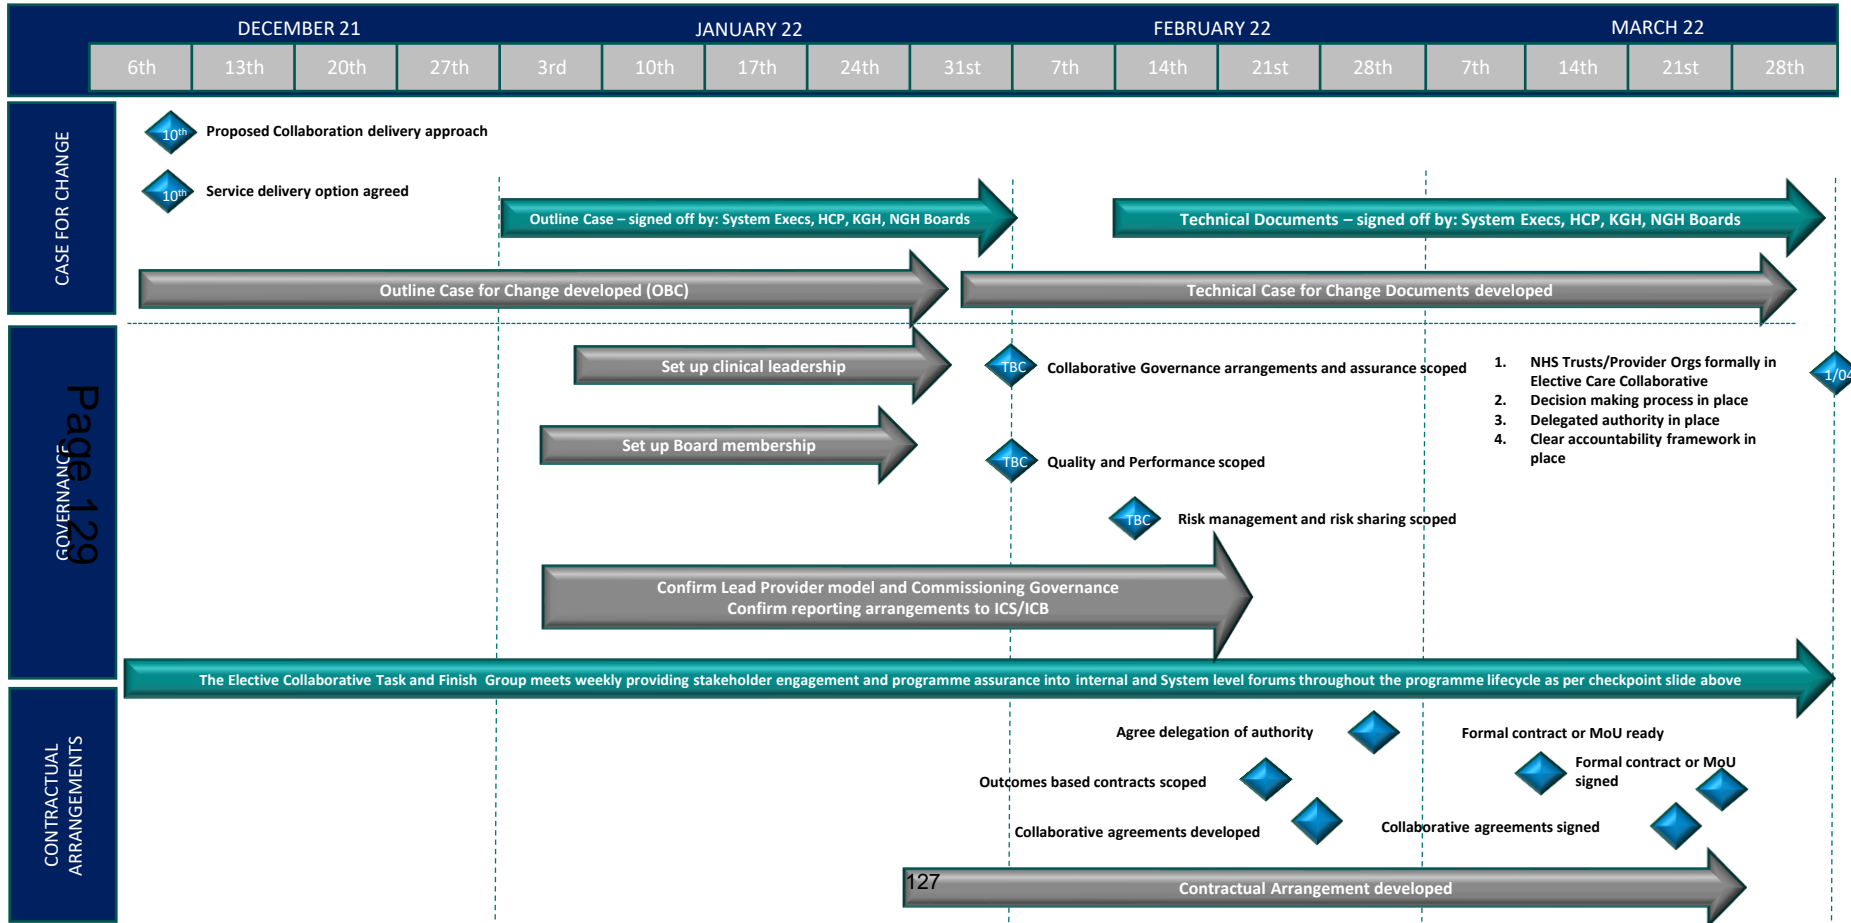 DECEMBER 21
JANUARY 22
FEBRUARY 22
MARCH 22
6th
13th
20th
27th
3rd
10th
17th
24th
31st
7th
14th
21st
28th
7th
14th
21st
28th
CASE FOR CHANGE
10th
Proposed Collaboration delivery approach
10th
Service delivery option agreed
Outline Case – signed off by: System Execs, HCP, KGH, NGH Boards
Technical Documents – signed off by: System Execs, HCP, KGH, NGH Boards
Outline Case for Change developed (OBC)
Technical Case for Change Documents developed
GOVERNANCE
Page 129
Set up clinical leadership
TBC
Collaborative Governance arrangements and assurance scoped
1. NHS Trusts/Provider Orgs formally in
Elective Care Collaborative
2. Decision making process in place
3. Delegated authority in place
4. Clear accountability framework in
place
1/04
Set up Board membership
TBC
Quality and Performance scoped
TBC
Risk management and risk sharing scoped
Confirm Lead Provider model and Commissioning Governance
Confirm reporting arrangements to ICS/ICB
The Elective Collaborative Task and Finish Group meets weekly providing stakeholder engagement and programme assurance into internal and System level forums throughout the programme lifecycle as per checkpoint slide above
CONTRACTUAL
ARRANGEMENTS
Agree delegation of authority
Formal contract or MoU ready
Outcomes based contracts scoped
Formal contract or MoU
signed
Collaborative agreements developed
Collaborative agreements signed
127
Contractual Arrangement developed